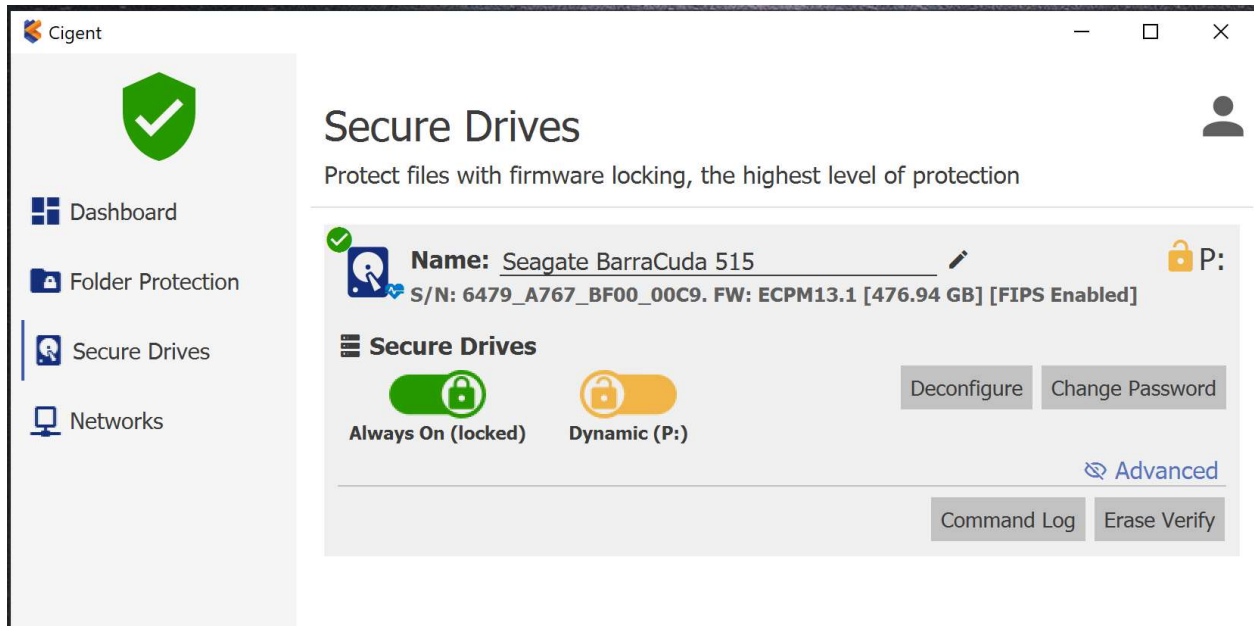 Cigent
Secure Drives
Protect files with firmware locking, the highest level of protection
Dashboard
Folder Protection
Secure Drives
Networks
Name: Seagate BarraCuda 515
P:
S/N: 6479_A767_BF00_00C9. FW: ECPM13.1 [476.94 GB] [FIPS Enabled]
Secure Drives
Always On (locked)
Dynamic (P:)
Deconfigure
Change Password
Advanced
Command Log
Erase Verify